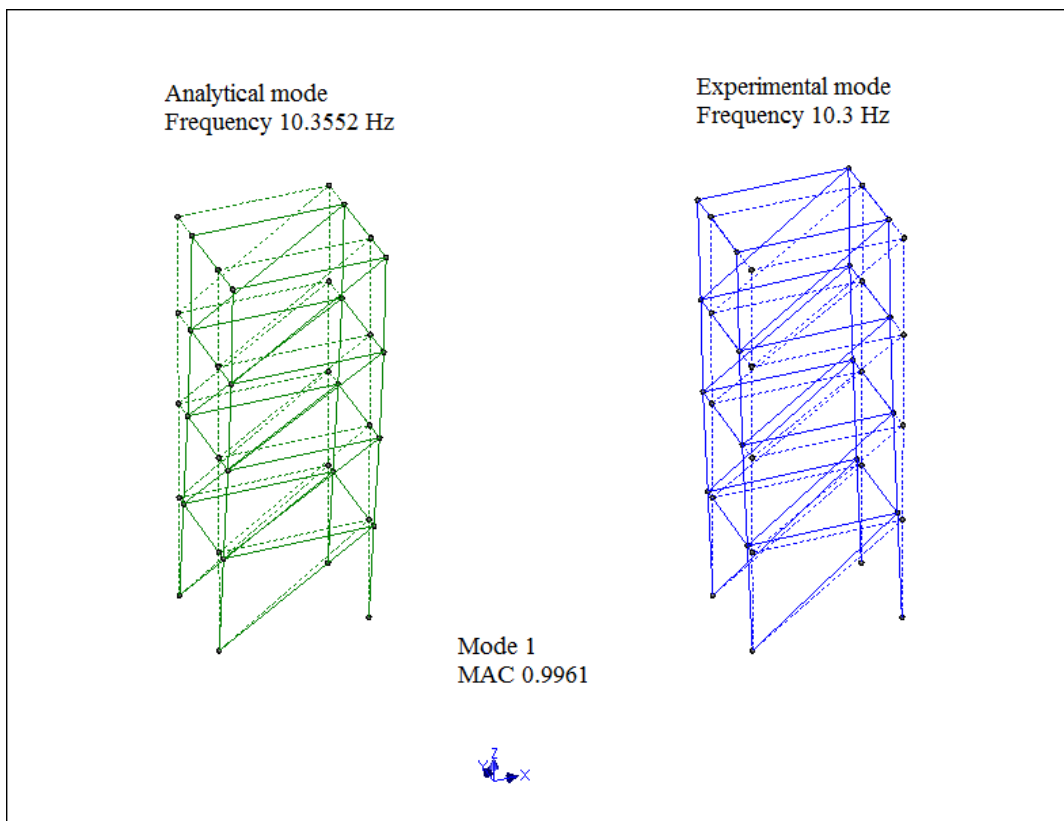 Analytical mode
Frequency 10.3552 Hz
Experimental mode
Frequency 10.3 Hz
Mode 1
MAC 0.9961
Z
Y
X